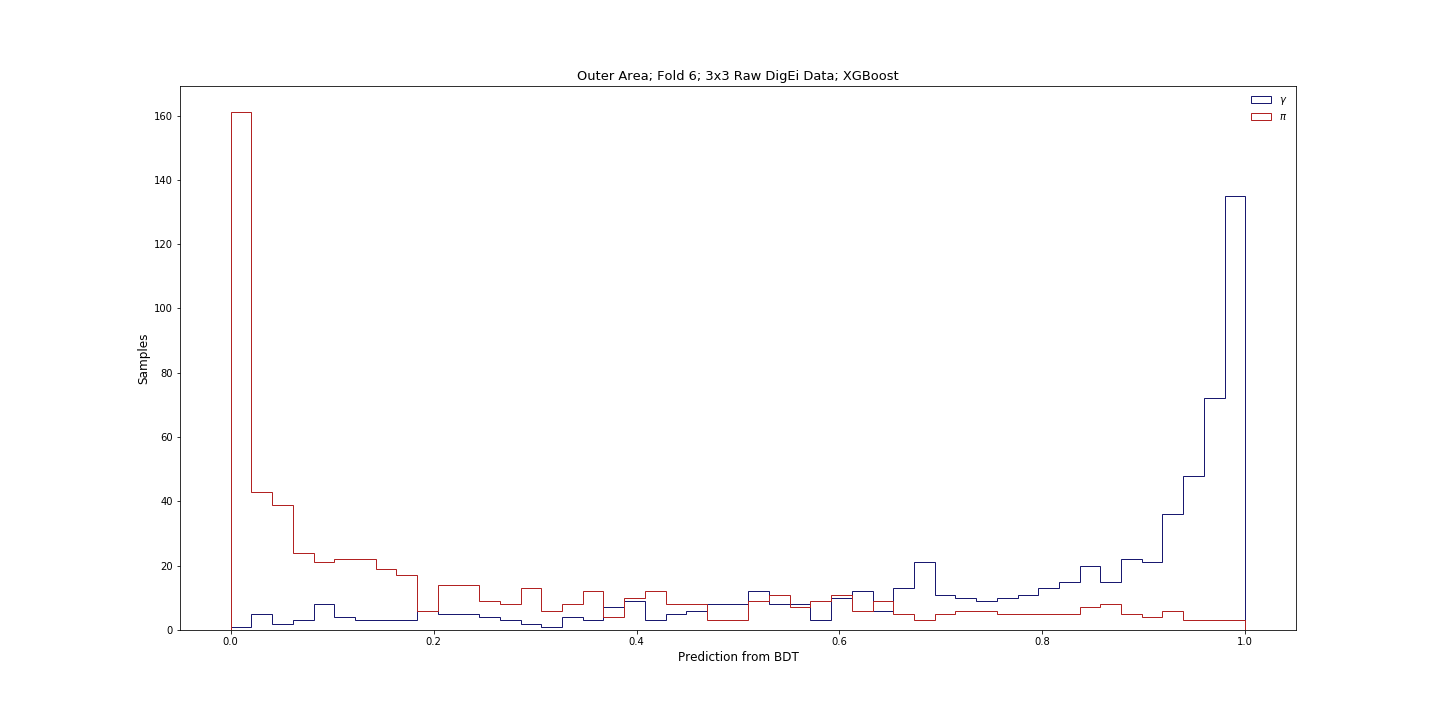 Outer Area; Fold 6; 3x3 Raw DigEi Data; XGBoost
γ
π
160
140
120
100
80
60
40
20
0
Samples
0.0 0.2 0.4 0.6 0.8 1.0
Prediction from BDT